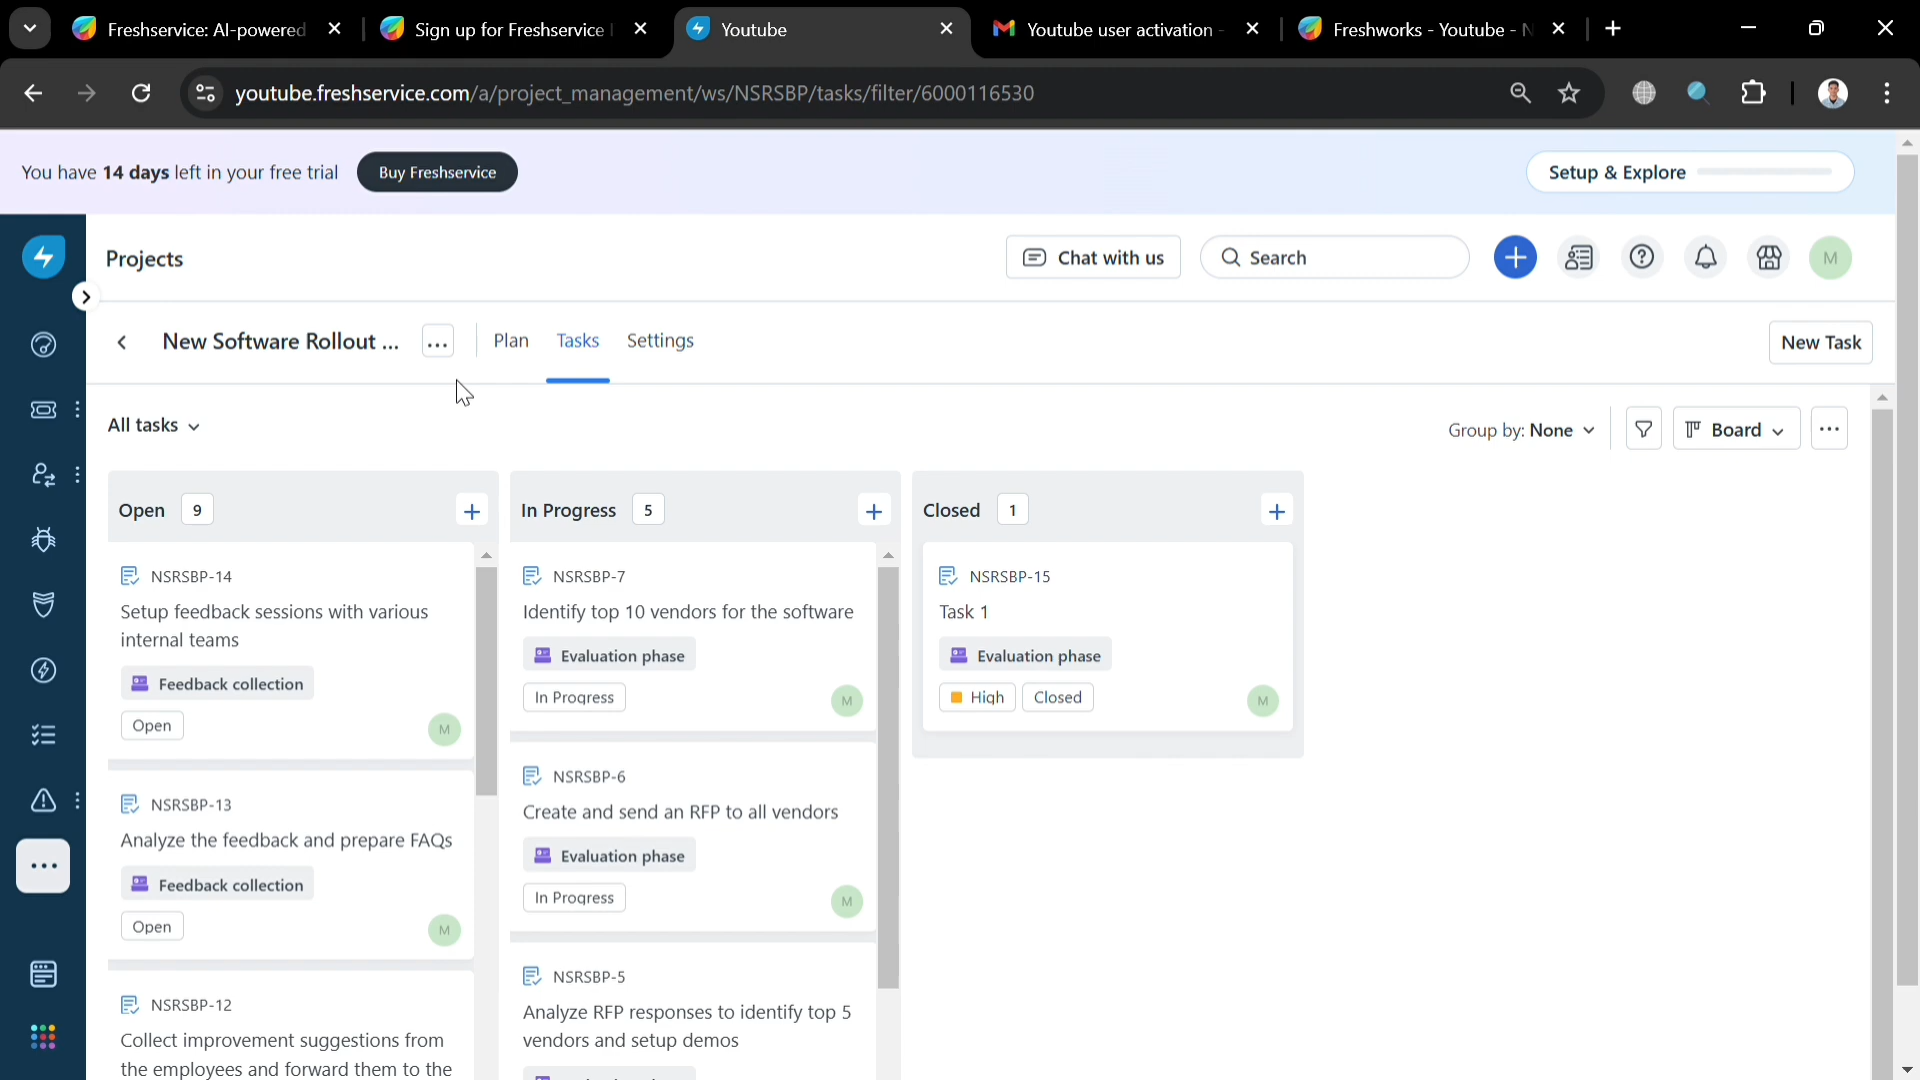 Freshservice: AI-powered
Sign up for Freshservice
Youtube
Youtube user activation -
Freshworks - Youtube - N
youtube.freshservice.com/a/project_management/ws/NSRSBP/tasks/filter/6000116530
You have 14 days left in your free trial
Buy Freshservice
Setup & Explore
Projects
Chat with us
Search
M
New Software Rollout ...
Plan
Tasks
Settings
New Task
All tasks
Group by: None
Board
Open 9
NSRSBP-14
Setup feedback sessions with various
internal teams
Feedback collection
Open
M
NSRSBP-13
Analyze the feedback and prepare FAQs
Feedback collection
Open
M
NSRSBP-12
Collect improvement suggestions from
the employees and forward them to the
In Progress 5
NSRSBP-7
Identify top 10 vendors for the software
Evaluation phase
In Progress
M
NSRSBP-6
Create and send an RFP to all vendors
Evaluation phase
In Progress
M
NSRSBP-5
Analyze RFP responses to identify top 5
vendors and setup demos
Closed 1
NSRSBP-15
Task 1
Evaluation phase
High
Closed
M